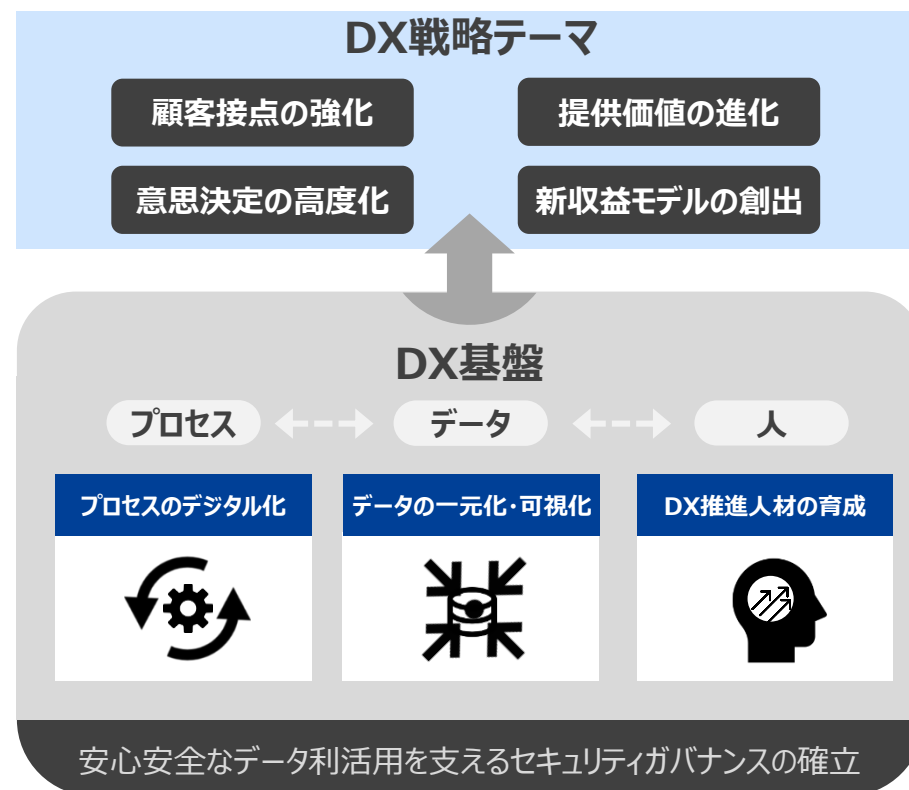 DX戦略テーマ
顧客接点の強化
提供価値の進化
意思決定の高度化
新収益モデルの創出
DX基盤
プロセス
データ
人
プロセスのデジタル化
データの一元化・可視化
DX推進人材の育成
安心安全なデータ利活用を支えるセキュリティガバナンスの確立